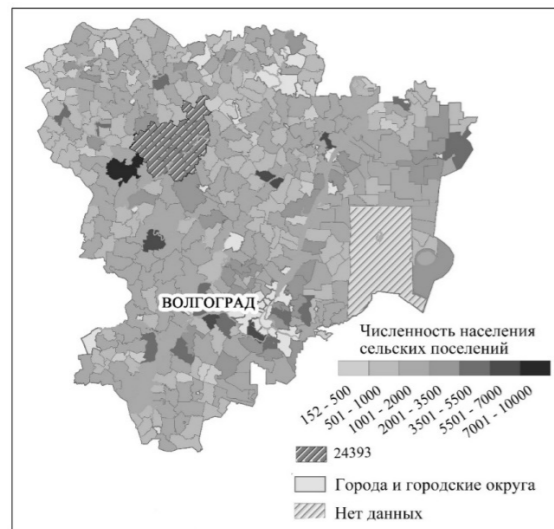 ВОЛГОГРАД
Численность населения
сельских поселений
152 - 500
501 - 1000
1001 - 2000
2001 - 3500
3501 - 5500
5501 - 7000
7001 - 10000
24393
Города и городские округа
Нет данных